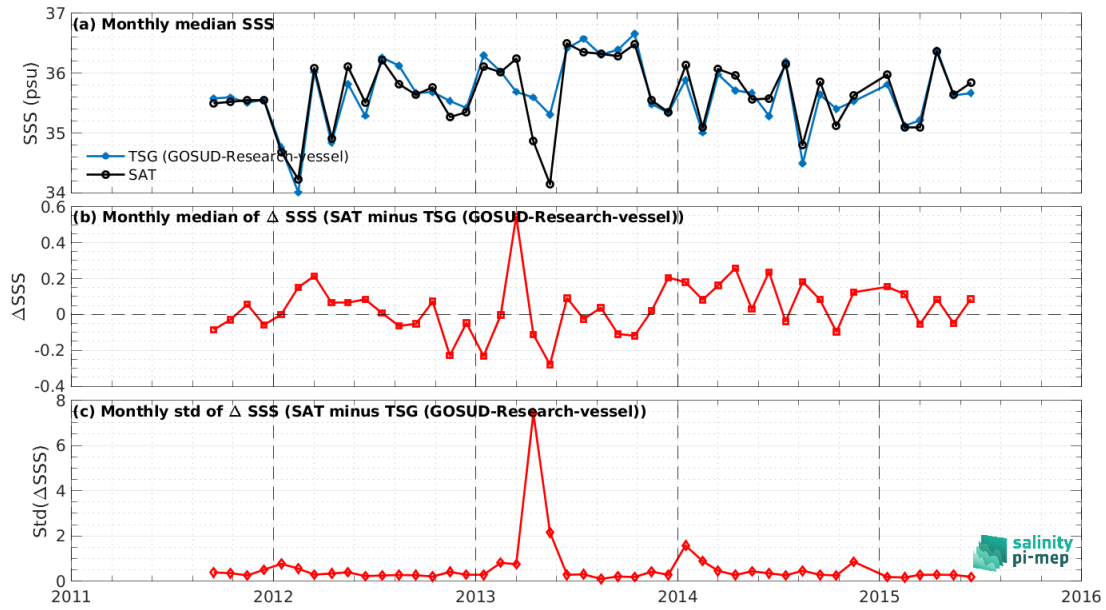 37
(a) Monthly median SSS
36
SSS (psu)
35
TSG (GOSUD-Research-vessel)
SAT
34
0.6
(b) Monthly median of Δ SSS (SAT minus TSG (GOSUD-Research-vessel))
0.4
0.2
ΔSSS
0
-0.2
-0.4
8
(c) Monthly std of Δ SSS (SAT minus TSG (GOSUD-Research-vessel))
6
Std(ΔSSS)
4
2
salinity
pi-mep
0
2011 2012 2013 2014 2015 2016